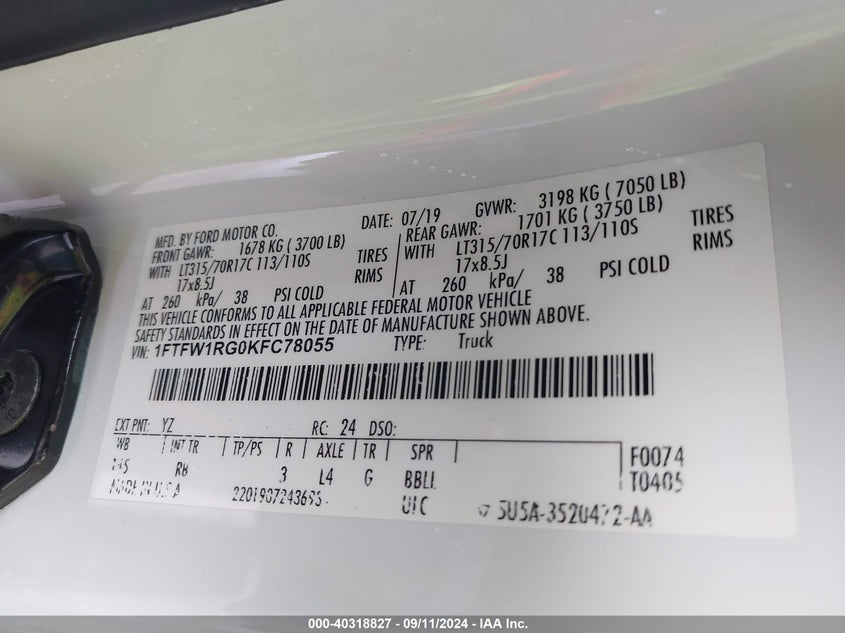 MFD. BY FORD MOTOR CO.
DATE: 07/19 GVWR: 3198 KG ( 7050 LB)
FRONT GAWR: 1678 KG ( 3700 LB)
WITH LT315/70R17C 113/110S TIRES
17x8.5J RIMS
AT 260 kPa/ 38 PSI COLD
REAR GAWR: 1701 KG ( 3750 LB)
WITH LT315/70R17C 113/110S TIRES
17x8.5J RIMS
AT 260 kPa/ 38 PSI COLD
THIS VEHICLE CONFORMS TO ALL APPLICABLE FEDERAL MOTOR VEHICLE
SAFETY STANDARDS IN EFFECT ON THE DATE OF MANUFACTURE SHOWN ABOVE.
VIN: 1FTFW1RG0KFC78055 TYPE: Truck
EXT PNT: YZ RC: 24 DSO:
WB INT TR TP/PS R AXLE TR SPR F0074
145 RB 3 L4 G BBLL T0405
MADE IN U.S.A 2201907243695 UTC
000-40318827 - 09/11/2024 - IAA Inc.